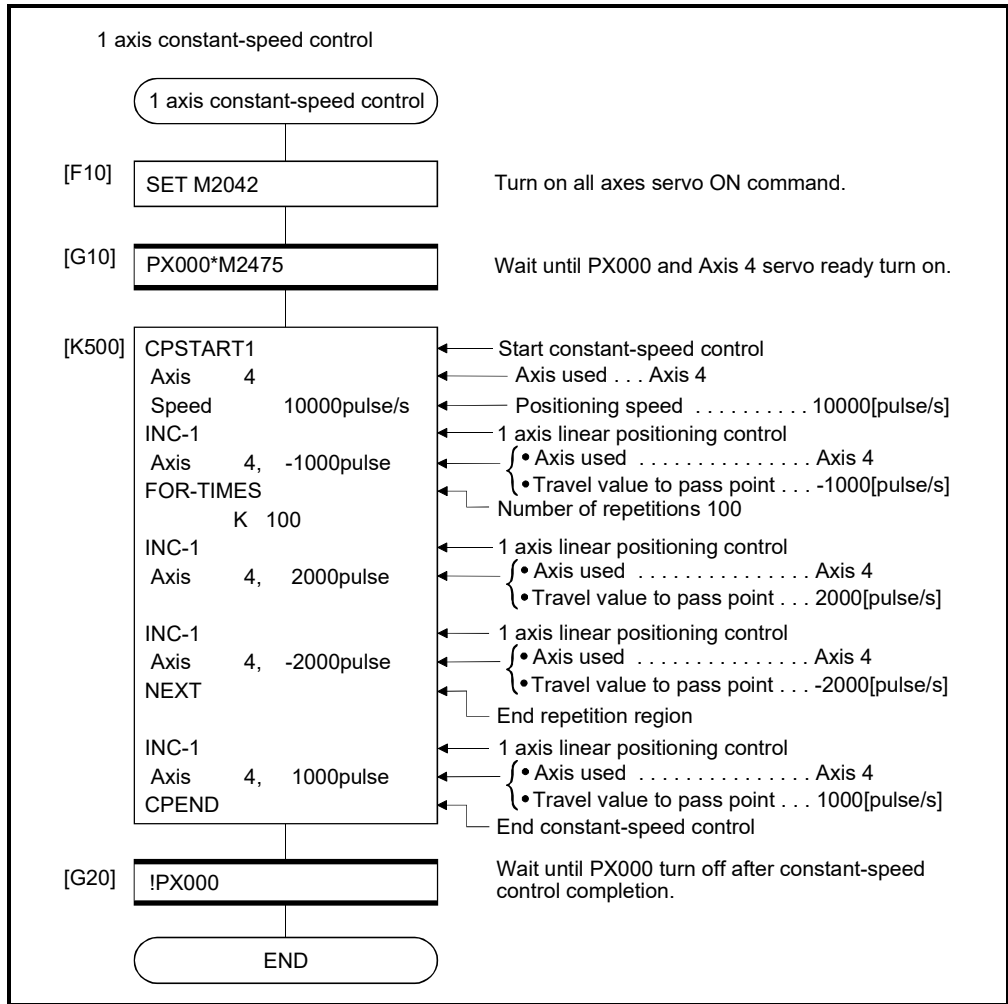 1 axis constant-speed control
1 axis constant-speed control
[F10] SET M2042 Turn on all axes servo ON command.
[G10] PX000*M2475 Wait until PX000 and Axis 4 servo ready turn on.
[K500] CPSTART1 Start constant-speed control
Axis 4 Axis used . . . Axis 4
Speed 10000pulse/s Positioning speed . . . . . . . . . . 10000[pulse/s]
INC-1 1 axis linear positioning control
Axis 4, -1000pulse • Axis used . . . . . . . . . . . . . . . Axis 4
• Travel value to pass point . . . -1000[pulse/s]
FOR-TIMES Number of repetitions 100
K 100
INC-1 1 axis linear positioning control
Axis 4, 2000pulse • Axis used . . . . . . . . . . . . . . . Axis 4
• Travel value to pass point . . . 2000[pulse/s]
INC-1 1 axis linear positioning control
Axis 4, -2000pulse • Axis used . . . . . . . . . . . . . . . Axis 4
• Travel value to pass point . . . -2000[pulse/s]
NEXT End repetition region
INC-1 1 axis linear positioning control
Axis 4, 1000pulse • Axis used . . . . . . . . . . . . . . . Axis 4
• Travel value to pass point . . . 1000[pulse/s]
CPEND End constant-speed control
[G20] !PX000 Wait until PX000 turn off after constant-speed
control completion.
END